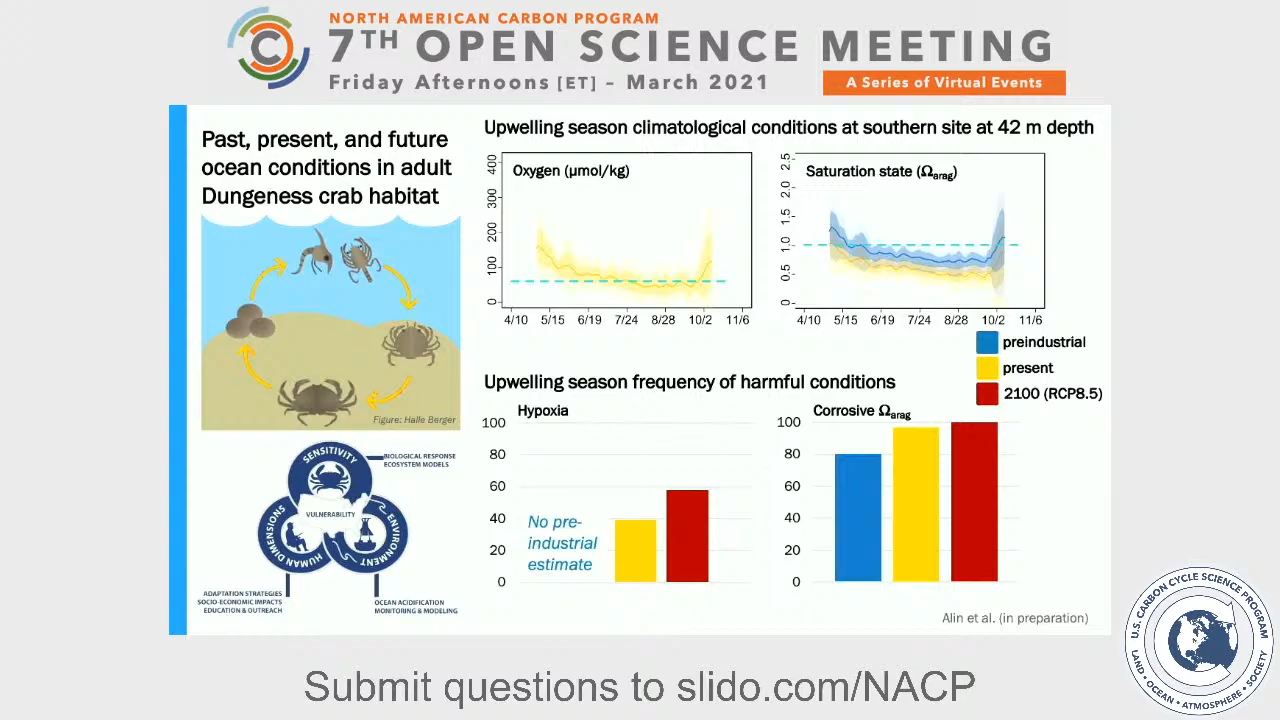 NORTH AMERICAN CARBON PROGRAM
7TH OPEN SCIENCE MEETING
Friday Afternoons [ET] – March 2021
A Series of Virtual Events
Past, present, and future
ocean conditions in adult
Dungeness crab habitat
Figure: Halle Berger
SENSITIVITY
BIOLOGICAL RESPONSE
ECOSYSTEM MODELS
VULNERABILITY
HUMAN DIMENSIONS
ENVIRONMENT
ADAPTATION STRATEGIES
SOCIO-ECONOMIC IMPACTS
EDUCATION & OUTREACH
OCEAN ACIDIFICATION
MONITORING & MODELING
Upwelling season climatological conditions at southern site at 42 m depth
Oxygen (µmol/kg)
400
300
200
100
0
4/10 5/15 6/19 7/24 8/28 10/2 11/6
Saturation state (Ωarag)
2.5
2.0
1.5
1.0
0.5
0
4/10 5/15 6/19 7/24 8/28 10/2 11/6
preindustrial
present
2100 (RCP8.5)
Upwelling season frequency of harmful conditions
Hypoxia
100
80
60
40
20
0
No pre-
industrial
estimate
Corrosive Ωarag
100
80
60
40
20
0
Alin et al. (in preparation)
U.S. CARBON CYCLE SCIENCE PROGRAM
LAND • OCEAN • ATMOSPHERE • SOCIETY
Submit questions to slido.com/NACP